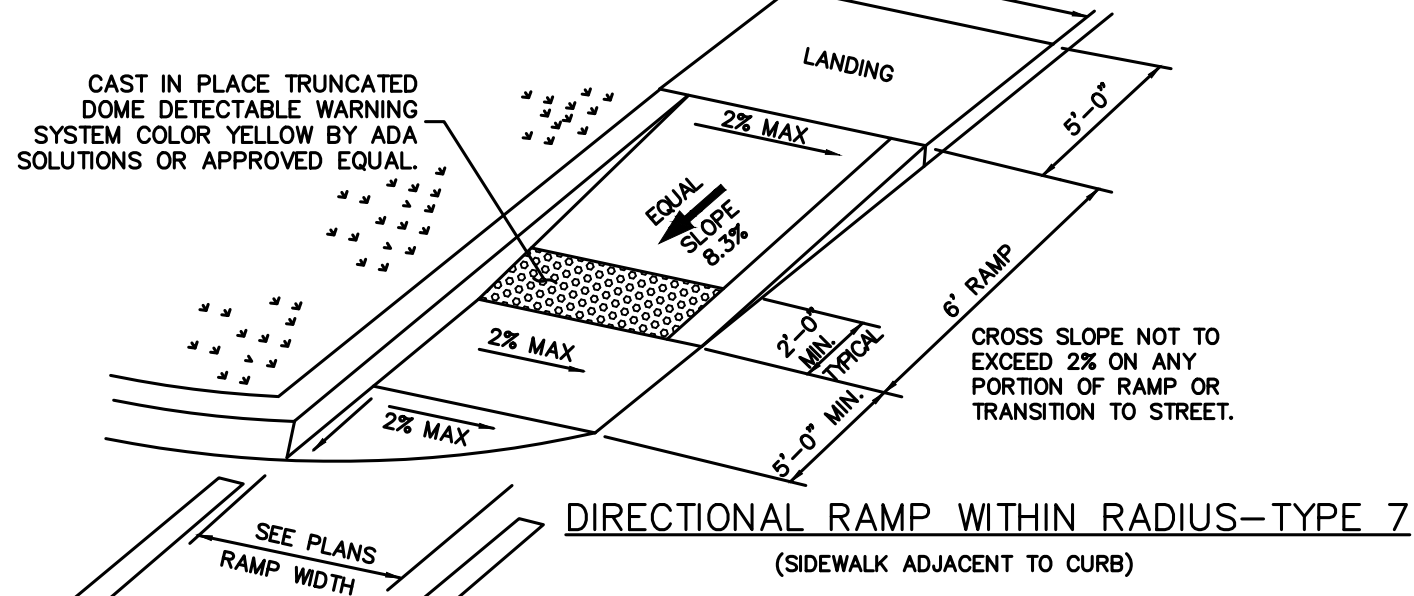 LANDING
CAST IN PLACE TRUNCATED
DOME DETECTABLE WARNING
SYSTEM COLOR YELLOW BY ADA
SOLUTIONS OR APPROVED EQUAL.
2% MAX
5'-0"
EQUAL
SLOPE
8.3%
6' RAMP
2'-0"
MIN.
TYPICAL
2% MAX
CROSS SLOPE NOT TO
EXCEED 2% ON ANY
PORTION OF RAMP OR
TRANSITION TO STREET.
5'-0" MIN.
2% MAX
DIRECTIONAL RAMP WITHIN RADIUS-TYPE 7
(SIDEWALK ADJACENT TO CURB)
SEE PLANS
RAMP WIDTH